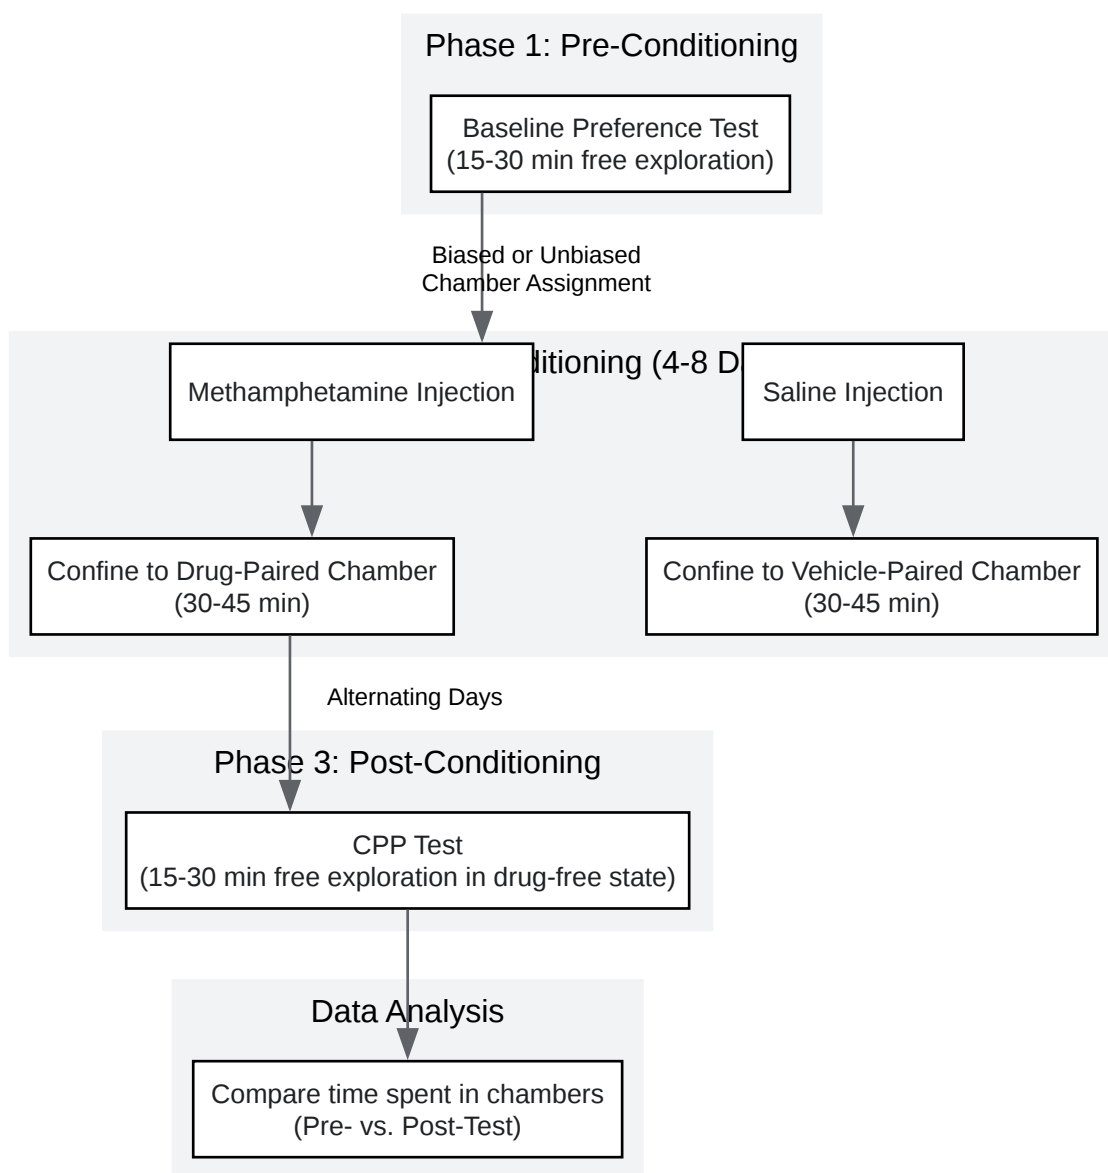 Phase 1: Pre-Conditioning
Baseline Preference Test
(15-30 min free exploration)
Biased or Unbiased
Chamber Assignment
ditioning (4-8 D
Methamphetamine Injection
Saline Injection
Confine to Drug-Paired Chamber
(30-45 min)
Confine to Vehicle-Paired Chamber
(30-45 min)
Alternating Days
Phase 3: Post-Conditioning
CPP Test
(15-30 min free exploration in drug-free state)
Data Analysis
Compare time spent in chambers
(Pre- vs. Post-Test)